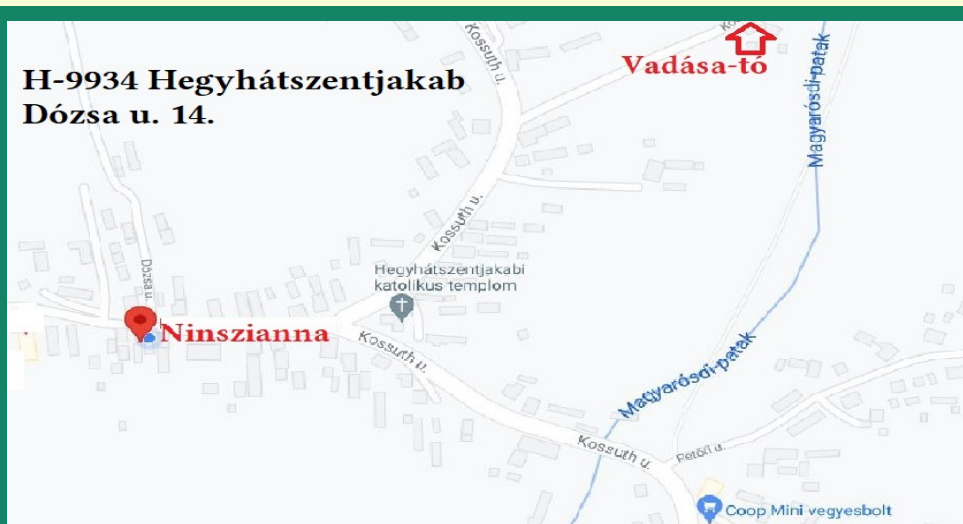 H-9934 Hegyhátszentjakab
Dózsa u. 14.
Vadása-tó
Kossuth u.
Magyarósdi-patak
Kossuth u.
Hegyhátszentjakabi
katolikus templom
Dózsa u.
Ninszianna
Kossuth u.
Magyarósdi-patak
Kossuth u.
Petőfi u.
Coop Mini vegyesbolt